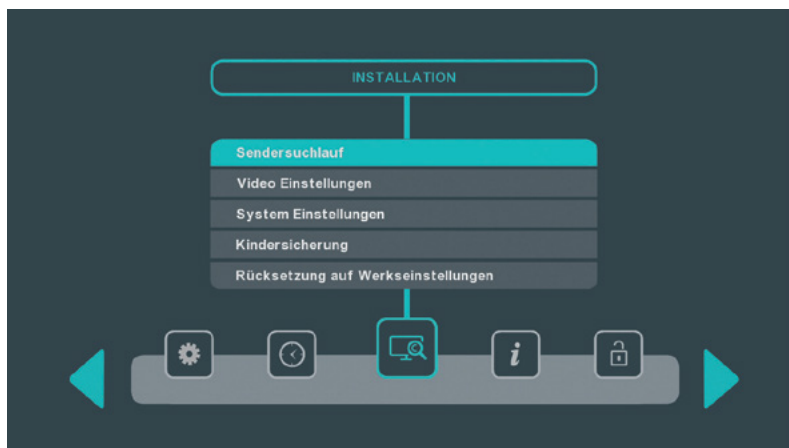 INSTALLATION
Sendersuchlauf
Video Einstellungen
System Einstellungen
Kindersicherung
Rücksetzung auf Werkseinstellungen